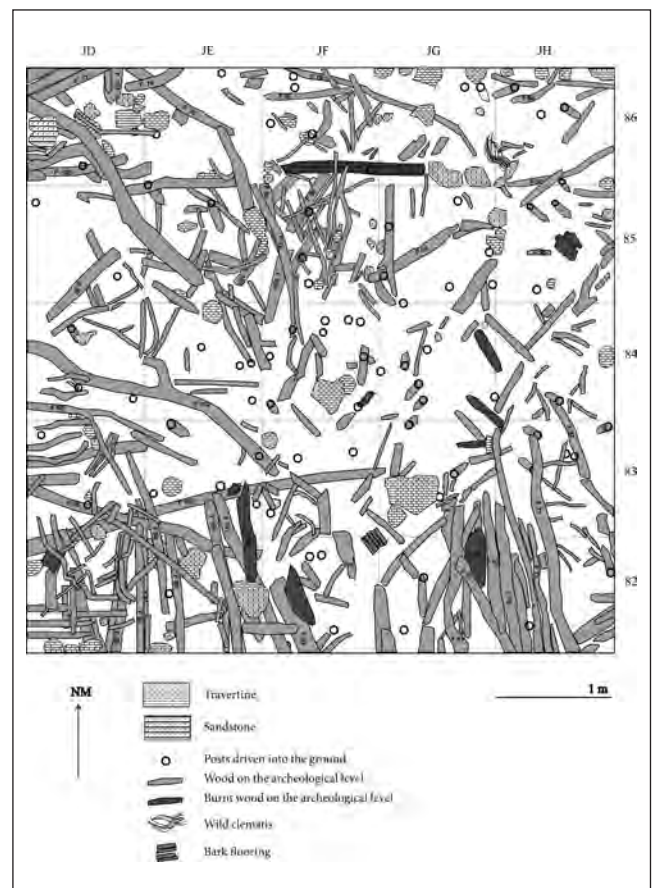 JD JE JF JG JH
86
85
84
83
82
NM
1 m
Travertine
Sandstone
Posts driven into the ground
Wood on the archeological level
Burnt wood on the archeological level
Wild clematis
Bark flooring